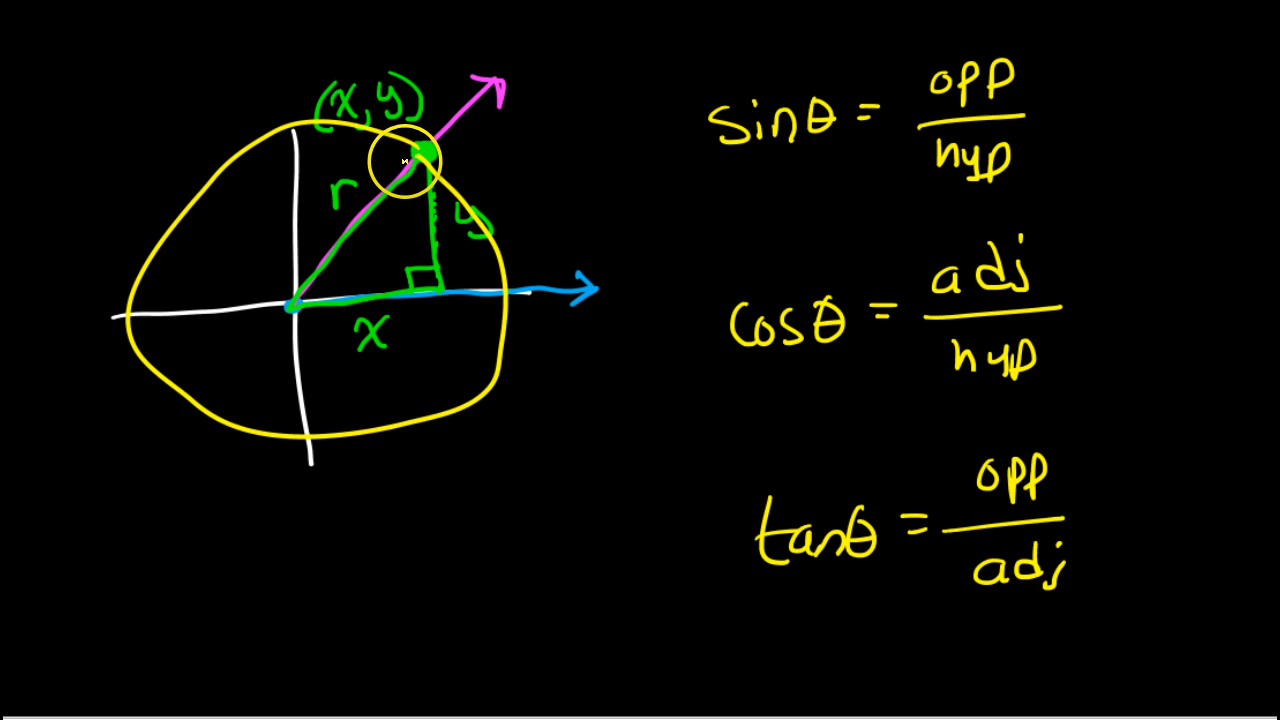 (x,y)
r
y
x
sinθ = opp/hyp
cosθ = adj/hyp
tanθ = opp/adj